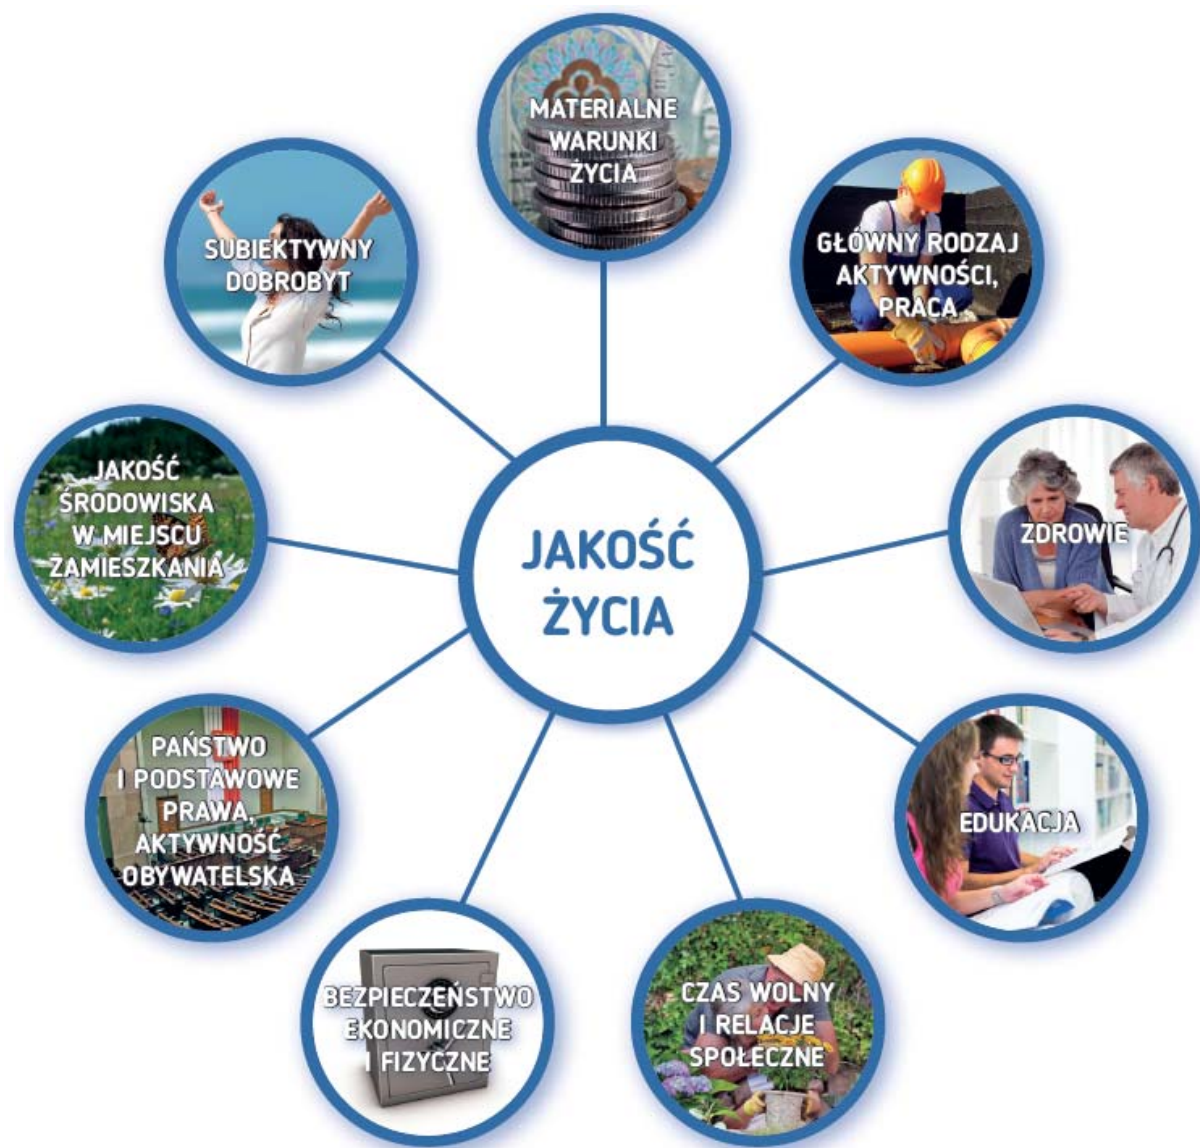 MATERIALNE
WARUNKI
ŻYCIA
GŁÓWNY RODZAJ
AKTYWNOŚCI,
PRACA
ZDROWIE
EDUKACJA
CZAS WOLNY
I RELACJE
SPOŁECZNE
BEZPIECZEŃSTWO
EKONOMICZNE
I FIZYCZNE
PAŃSTWO
I PODSTAWOWE
PRAWA,
AKTYWNOŚĆ
OBYWATELSKA
JAKOŚĆ
ŚRODOWISKA
W MIEJSCU
ZAMIESZKANIA
SUBIEKTYWNY
DOBROBYT
JAKOŚĆ
ŻYCIA